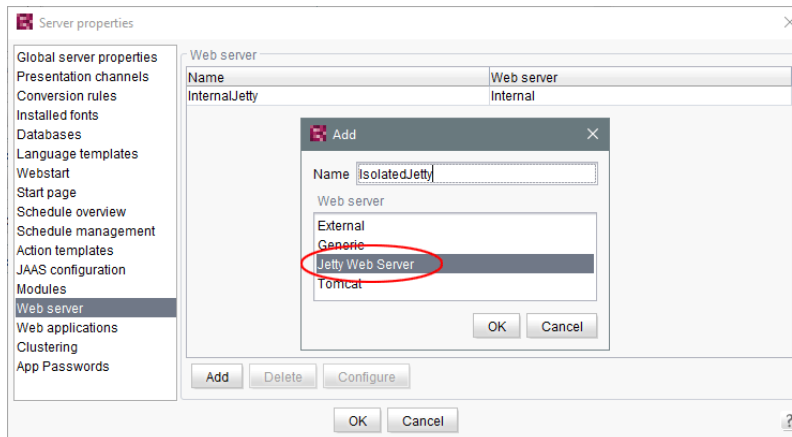 Server properties
Global server properties
Presentation channels
Conversion rules
Installed fonts
Databases
Language templates
Webstart
Start page
Schedule overview
Schedule management
Action templates
JAAS configuration
Modules
Web server
Web applications
Clustering
App Passwords
Web server
Name Web server
InternalJetty Internal
Add
Name IsolatedJetty
Web server
External
Generic
Jetty Web Server
Tomcat
OK Cancel
Add Delete Configure
OK Cancel ?